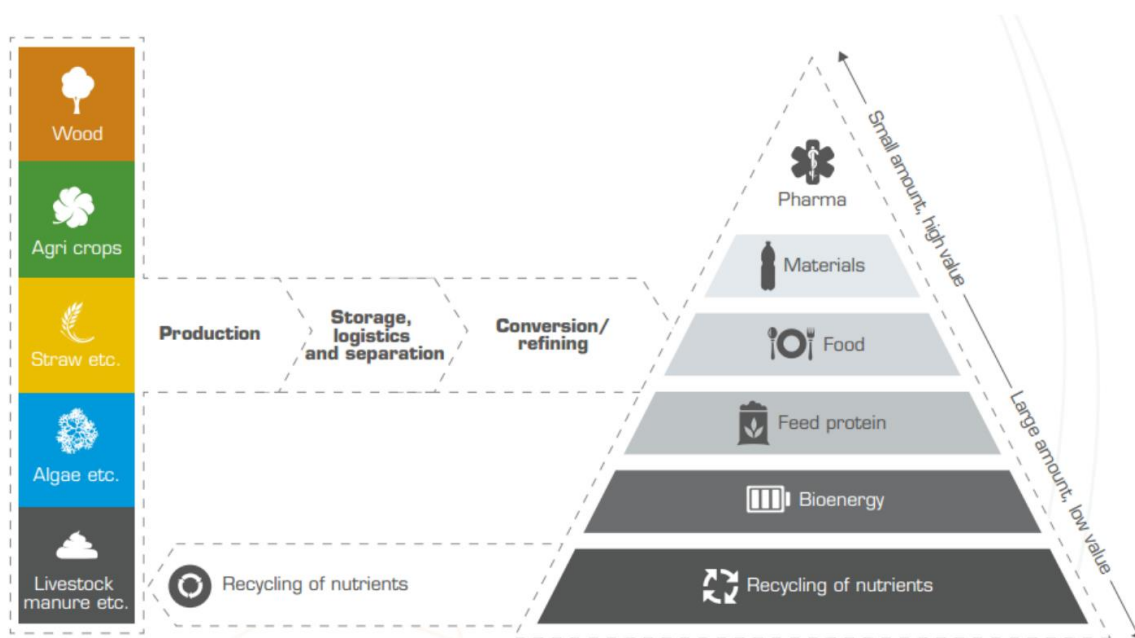 Wood
Agri crops
Straw etc.
Algae etc.
Livestock
manure etc.
Production
Storage,
logistics
and separation
Conversion/
refining
Recycling of nutrients
Pharma
Materials
Food
Feed protein
Bioenergy
Recycling of nutrients
Small amount, high value
Large amount, low value